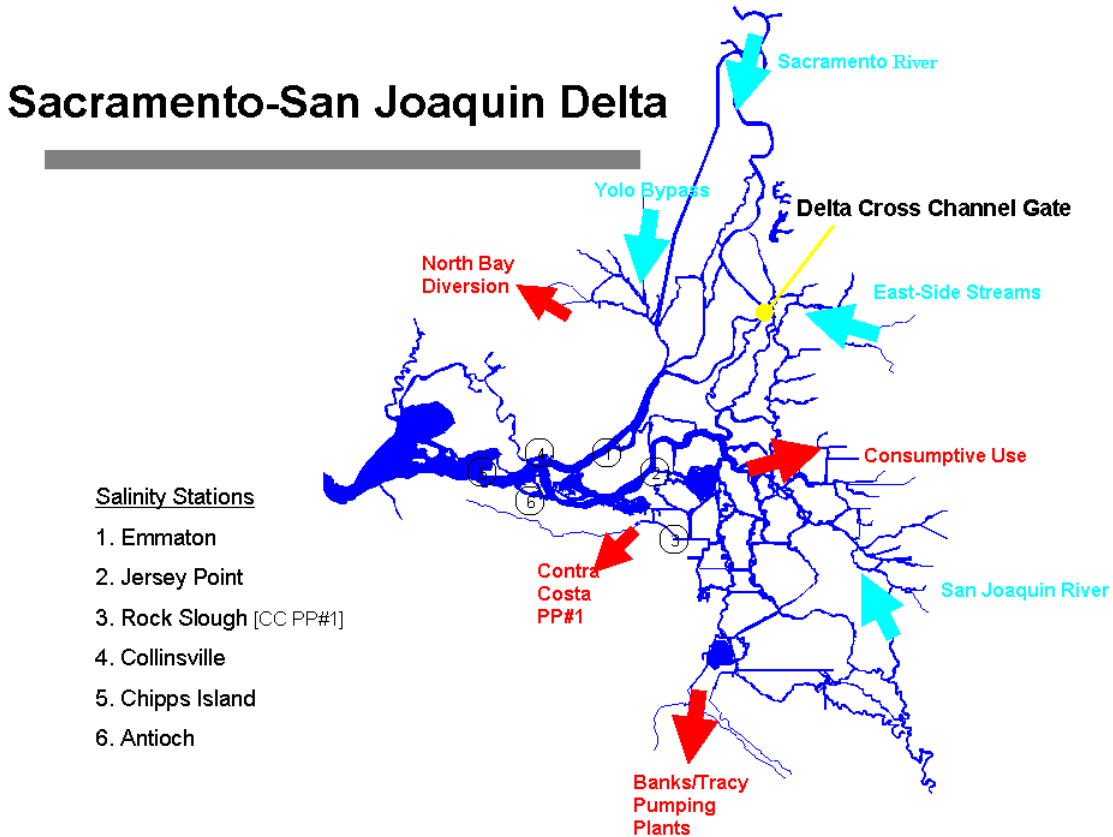 Sacramento River
Sacramento-San Joaquin Delta
Yolo Bypass
Delta Cross Channel Gate
North Bay
Diversion
East-Side Streams
4
1
5
2
Consumptive Use
6
Salinity Stations
1. Emmaton
2. Jersey Point
3. Rock Slough [CC PP#1]
4. Collinsville
5. Chipps Island
6. Antioch
3
Contra
Costa
PP#1
San Joaquin River
Banks/Tracy
Pumping
Plants